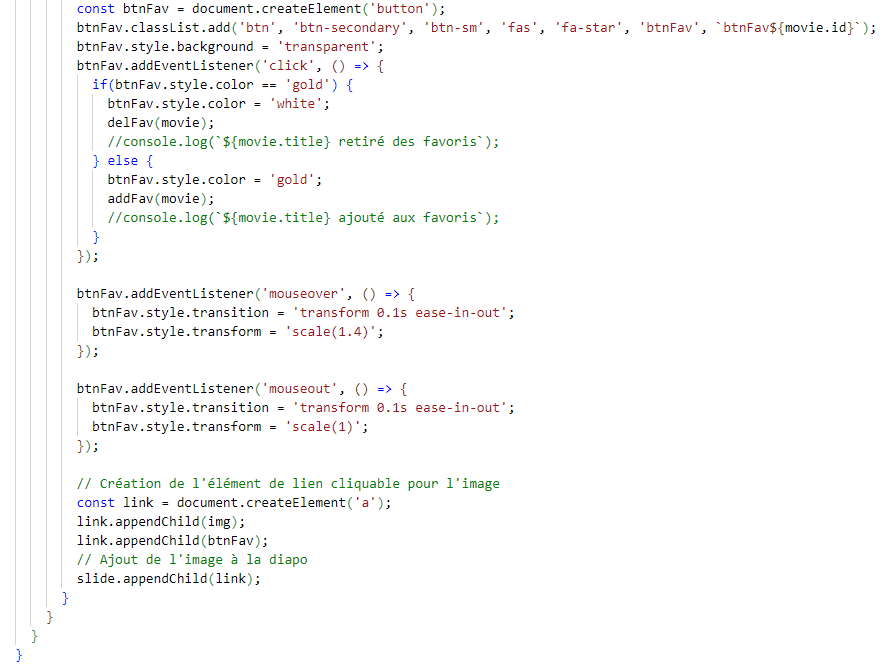 const btnFav = document.createElement('button');
btnFav.classList.add('btn', 'btn-secondary', 'btn-sm', 'fas', 'fa-star', 'btnFav', `btnFav${movie.id}`);
btnFav.style.background = 'transparent';
btnFav.addEventListener('click', () => {
if(btnFav.style.color == 'gold') {
btnFav.style.color = 'white';
delFav(movie);
//console.log(`${movie.title} retiré des favoris`);
} else {
btnFav.style.color = 'gold';
addFav(movie);
//console.log(`${movie.title} ajouté aux favoris`);
}
});
btnFav.addEventListener('mouseover', () => {
btnFav.style.transition = 'transform 0.1s ease-in-out';
btnFav.style.transform = 'scale(1.4)';
});
btnFav.addEventListener('mouseout', () => {
btnFav.style.transition = 'transform 0.1s ease-in-out';
btnFav.style.transform = 'scale(1)';
});
// Création de l'élément de lien cliquable pour l'image
const link = document.createElement('a');
link.appendChild(img);
link.appendChild(btnFav);
// Ajout de l'image à la diapo
slide.appendChild(link);
}
}
}
}